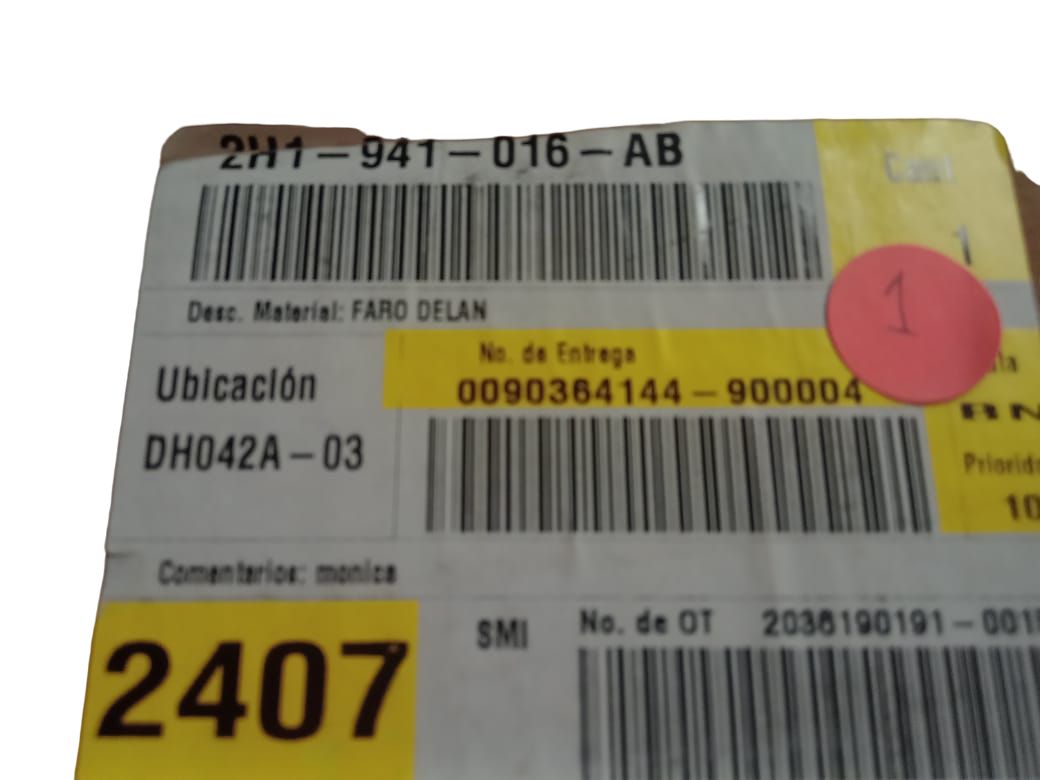 2H1-941-016-AB
Cant
1
1
Desc. Material: FARO DELAN
No. de Entrega
0090364144-900004
Ubicación
DH042A-03
10
Comentarios: monica
2407
SMI
No. de OT 2036190191-001